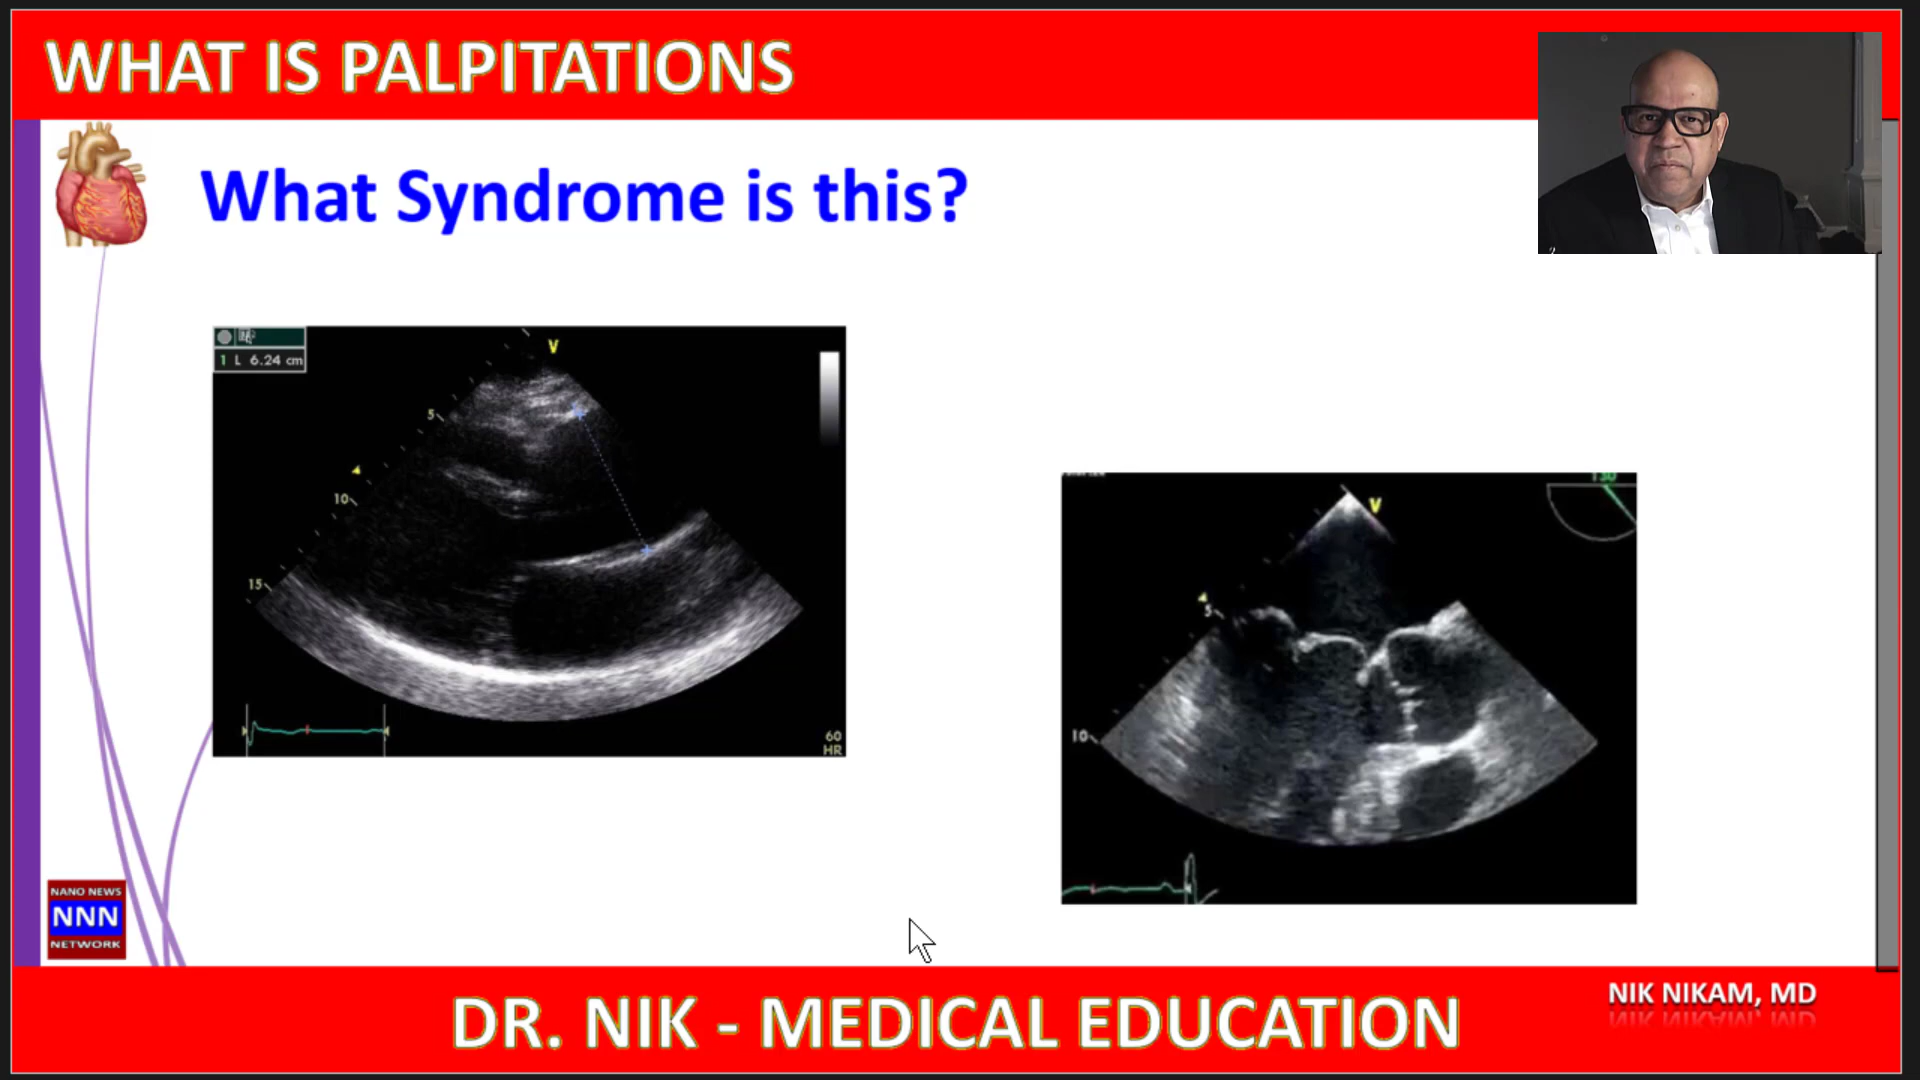 WHAT IS PALPITATIONS
What Syndrome is this?
1 L 6.24 cm
V
5
10
15
60
HR
V
130
5
10
NANO NEWS
NNN
NETWORK
NIK NIKAM, MD
DR. NIK - MEDICAL EDUCATION